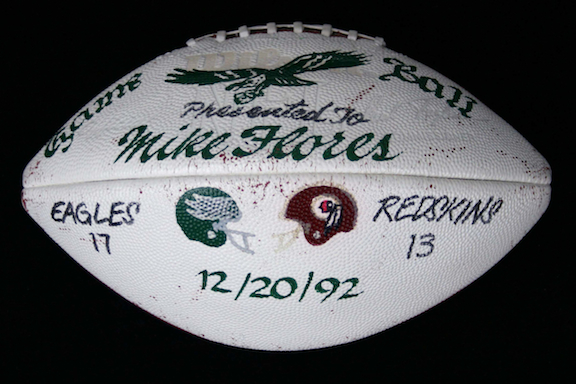 Game Ball
Presented To
Mike Flores
EAGLES REDSKINS
17 13
12/20/92